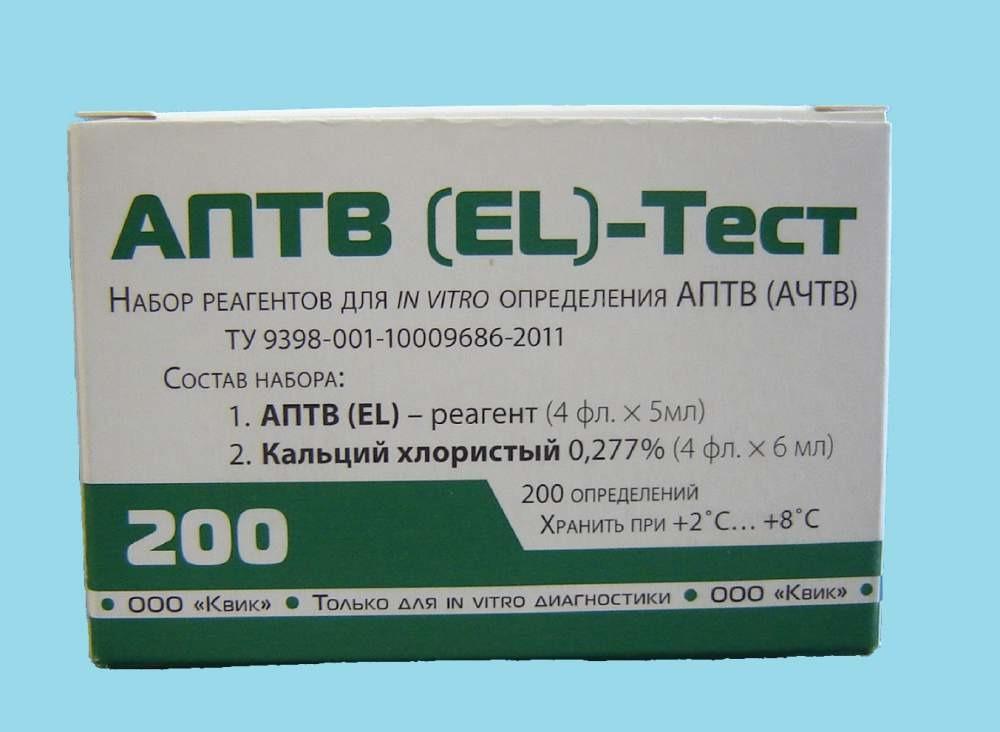 АПТВ (EL)-Тест
Набор реагентов для in vitro определения АПТВ (АЧТВ)
ТУ 9398-001-10009686-2011
Состав набора:
1. АПТВ (EL) – реагент (4 фл. × 5мл)
2. Кальций хлористый 0,277% (4 фл. × 6 мл)
200 определений
Хранить при +2˚С... +8˚С
200
• ООО «Квик» • Только для in vitro диагностики • ООО «Квик» •